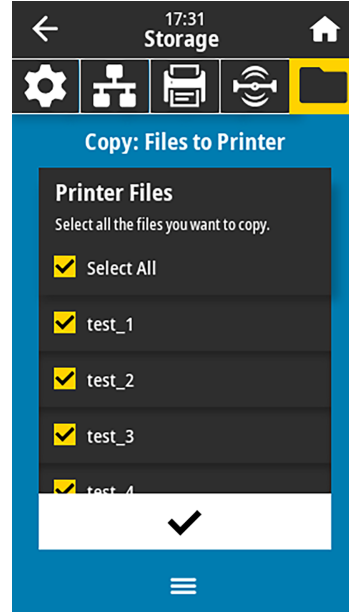 17:31
Storage
Copy: Files to Printer
Printer Files
Select all the files you want to copy.
Select All
test_1
test_2
test_3
test_4